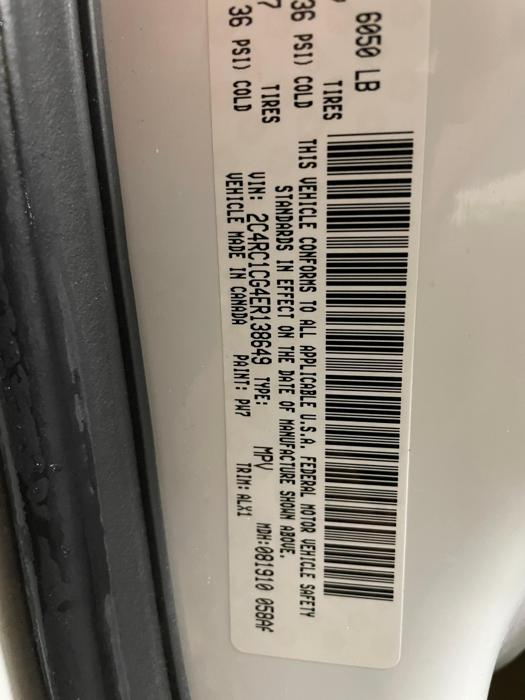 6050 LB
TIRES
36 PSI) COLD
7 TIRES
36 PSI) COLD
THIS VEHICLE CONFORMS TO ALL APPLICABLE U.S.A. FEDERAL MOTOR VEHICLE SAFETY
STANDARDS IN EFFECT ON THE DATE OF MANUFACTURE SHOWN ABOVE.
VIN: 2C4RC1CG4ER138649 TYPE: MPV MDH:081910 058AF
VEHICLE MADE IN CANADA PAINT: PW7 TRIM: ALX1